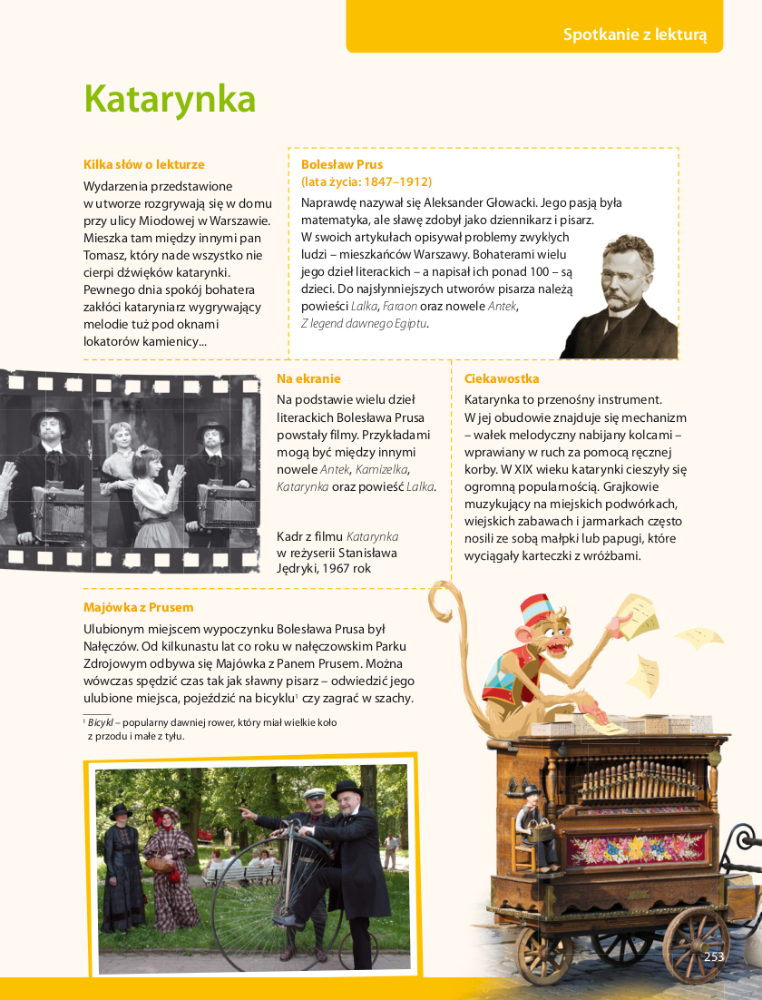 Spotkanie z lekturą
Katarynka
Kilka słów o lekturze
Wydarzenia przedstawione
w utworze rozgrywają się w domu
przy ulicy Miodowej w Warszawie.
Mieszka tam między innymi pan
Tomasz, który nade wszystko nie
cierpi dźwięków katarynki.
Pewnego dnia spokój bohatera
zakłóci kataryniarz wygrywający
melodie tuż pod oknami
lokatorów kamienicy...
Bolesław Prus
(lata życia: 1847–1912)
Naprawdę nazywał się Aleksander Głowacki. Jego pasją była
matematyka, ale sławę zdobył jako dziennikarz i pisarz.
W swoich artykułach opisywał problemy zwykłych
ludzi – mieszkańców Warszawy. Bohaterami wielu
jego dzieł literackich – a napisał ich ponad 100 – są
dzieci. Do najsłynniejszych utworów pisarza należą
powieści Lalka, Faraon oraz nowele Antek,
Z legend dawnego Egiptu.
Na ekranie
Na podstawie wielu dzieł
literackich Bolesława Prusa
powstały filmy. Przykładami
mogą być między innymi
nowele Antek, Kamizelka,
Katarynka oraz powieść Lalka.
Kadr z filmu Katarynka
w reżyserii Stanisława
Jędryki, 1967 rok
Ciekawostka
Katarynka to przenośny instrument.
W jej obudowie znajduje się mechanizm
– wałek melodyczny nabijany kolcami –
wprawiany w ruch za pomocą ręcznej
korby. W XIX wieku katarynki cieszyły się
ogromną popularnością. Grajkowie
muzykujący na miejskich podwórkach,
wiejskich zabawach i jarmarkach często
nosili ze sobą małpki lub papugi, które
wyciągały karteczki z wróżbami.
Majówka z Prusem
Ulubionym miejscem wypoczynku Bolesława Prusa był
Nałęczów. Od kilkunastu lat co roku w nałęczowskim Parku
Zdrojowym odbywa się Majówka z Panem Prusem. Można
wówczas spędzić czas tak jak sławny pisarz – odwiedzić jego
ulubione miejsca, pojeździć na bicyklu¹ czy zagrać w szachy.
¹ Bicykl – popularny dawniej rower, który miał wielkie koło
z przodu i małe z tyłu.
253